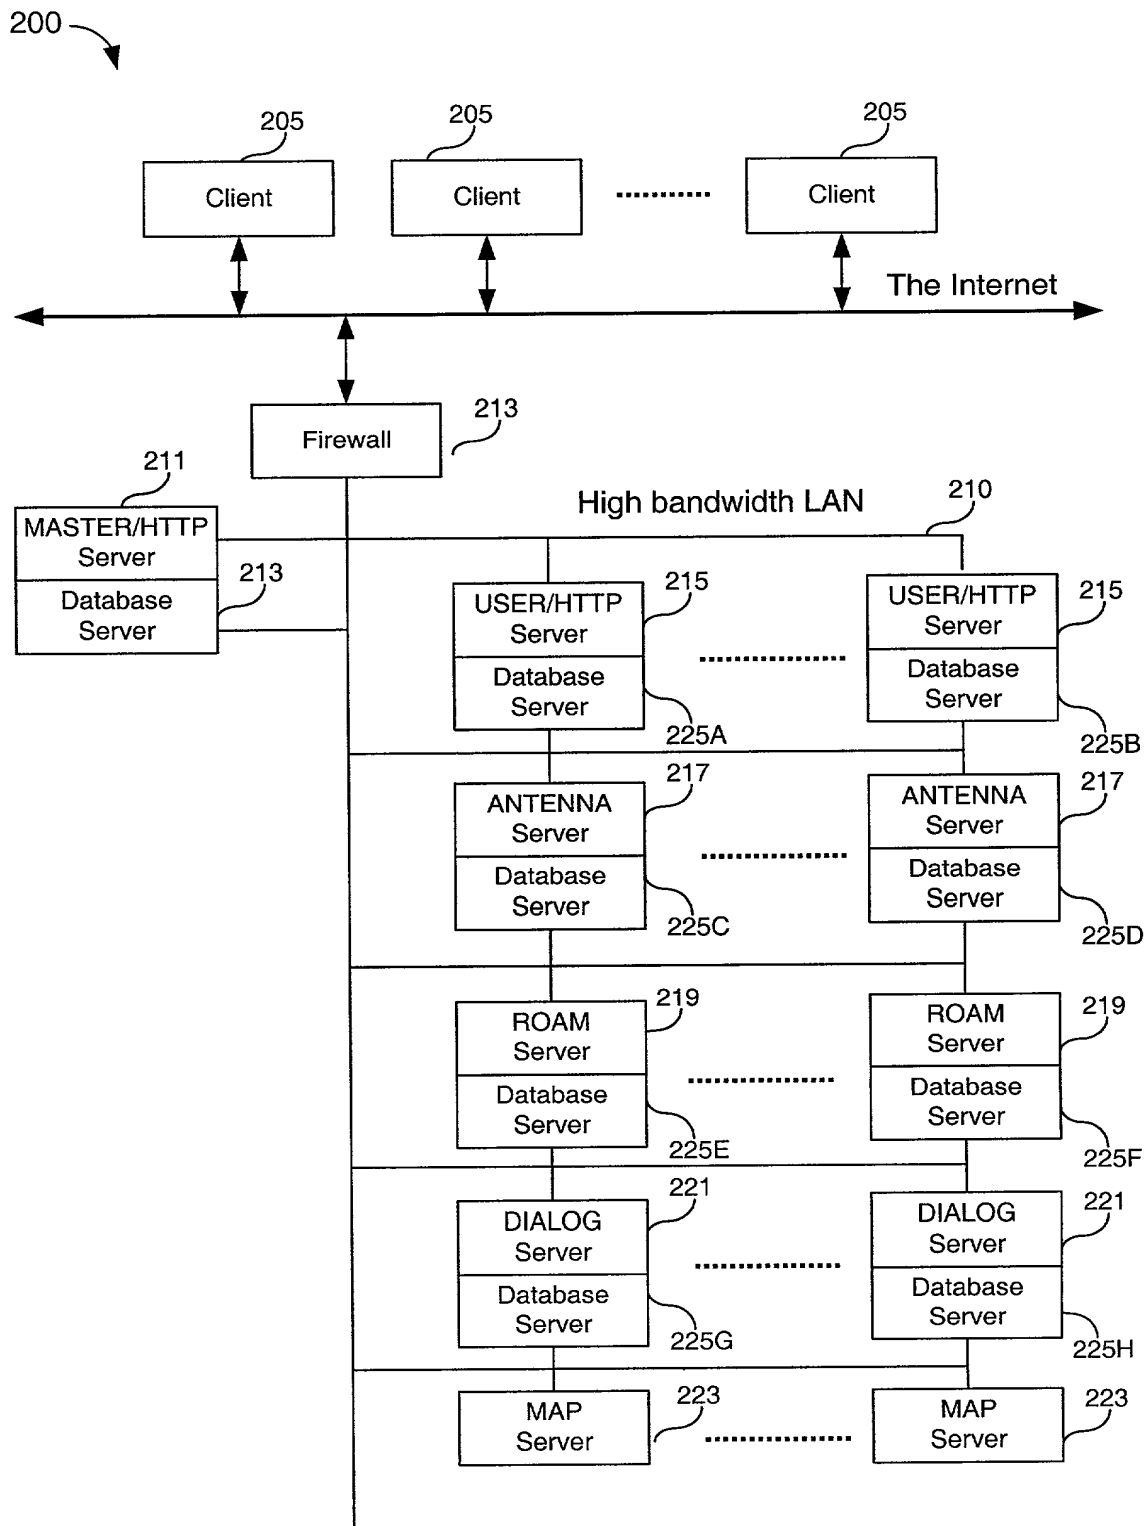 200
205
205
205
Client
Client
Client
The Internet
Firewall
213
211
MASTER/HTTP
Server
Database
Server
213
High bandwidth LAN
210
USER/HTTP
Server
215
Database
Server
225A
USER/HTTP
Server
215
Database
Server
225B
ANTENNA
Server
217
Database
Server
225C
ANTENNA
Server
217
Database
Server
225D
ROAM
Server
219
Database
Server
225E
ROAM
Server
219
Database
Server
225F
DIALOG
Server
221
Database
Server
225G
DIALOG
Server
221
Database
Server
225H
MAP
Server
223
MAP
Server
223